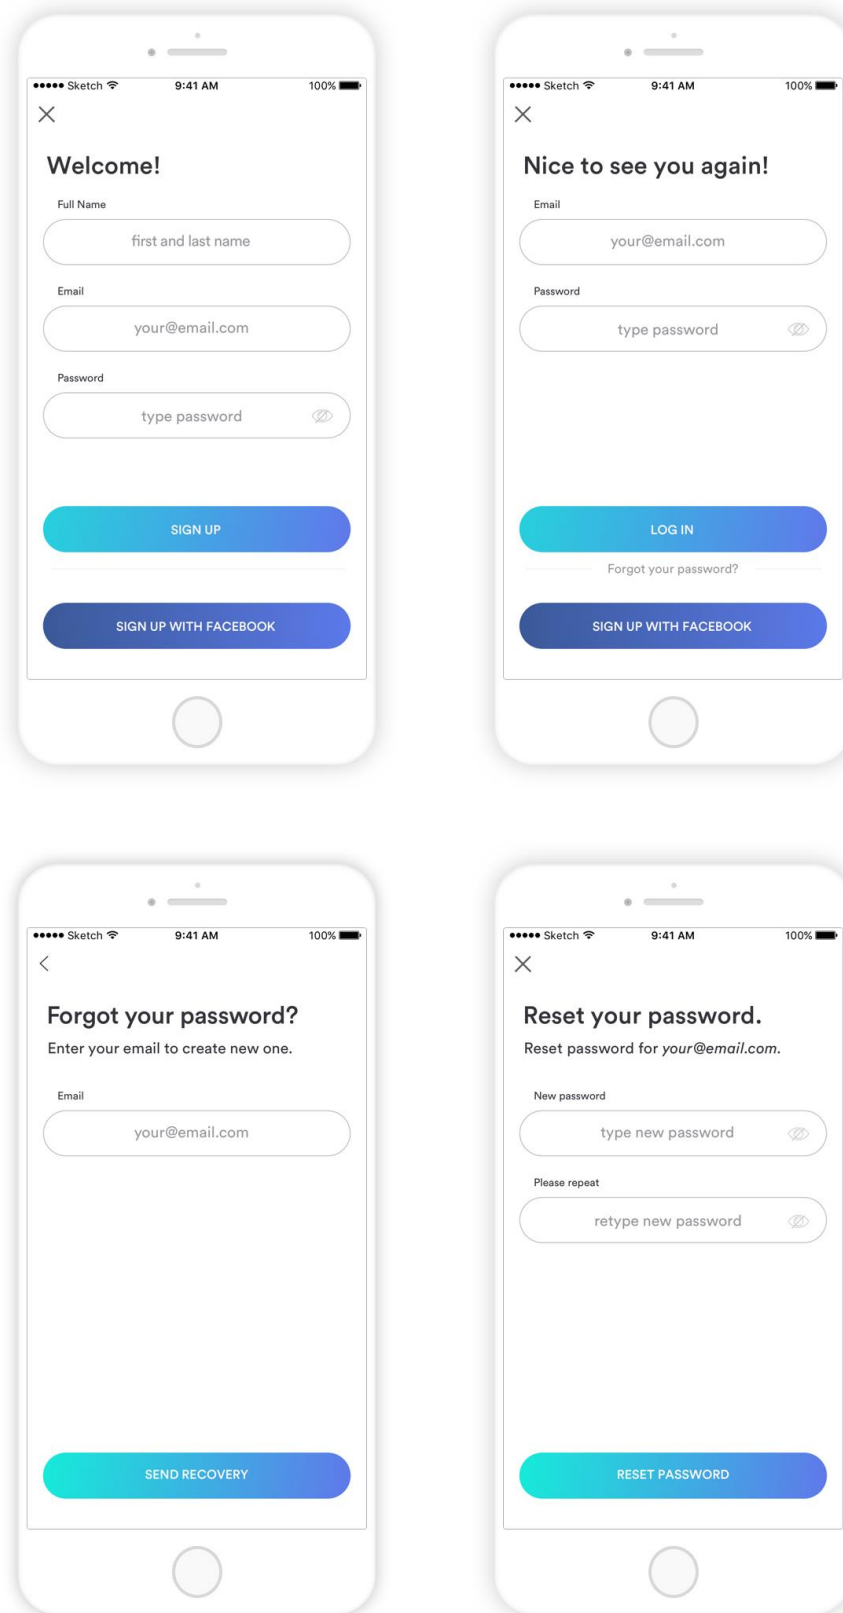 Sketch 9:41 AM 100%
Welcome!
Full Name
first and last name
Email
your@email.com
Password
type password
SIGN UP
SIGN UP WITH FACEBOOK
Sketch 9:41 AM 100%
Nice to see you again!
Email
your@email.com
Password
type password
LOG IN
Forgot your password?
SIGN UP WITH FACEBOOK
Sketch 9:41 AM 100%
Forgot your password?
Enter your email to create new one.
Email
your@email.com
SEND RECOVERY
Sketch 9:41 AM 100%
Reset your password.
Reset password for your@email.com.
New password
type new password
Please repeat
retype new password
RESET PASSWORD